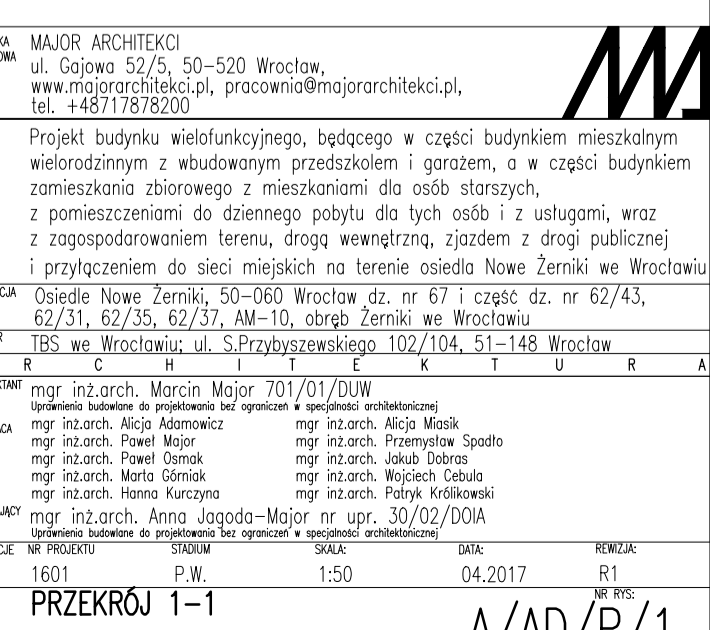 KA MAJOR ARCHITEKCI
OWA ul. Gajowa 52/5, 50-520 Wrocław,
www.majorarchitekci.pl, pracownia@majorarchitekci.pl,
tel. +48717878200
Projekt budynku wielofunkcyjnego, będącego w części budynkiem mieszkalnym
wielorodzinnym z wbudowanym przedszkolem i garażem, a w części budynkiem
zamieszkania zbiorowego z mieszkaniami dla osób starszych,
z pomieszczeniami do dziennego pobytu dla tych osób i z usługami, wraz
z zagospodarowaniem terenu, drogą wewnętrzną, zjazdem z drogi publicznej
i przyłączeniem do sieci miejskich na terenie osiedla Nowe Żerniki we Wrocławiu
CJA Osiedle Nowe Żerniki, 50-060 Wrocław dz. nr 67 i część dz. nr 62/43,
62/31, 62/35, 62/37, AM-10, obręb Żerniki we Wrocławiu
R TBS we Wrocławiu; ul. S.Przybyszewskiego 102/104, 51-148 Wrocław
R C H I T E K T U R A
KTANT mgr inż.arch. Marcin Major 701/01/DUW
Uprawnienia budowlane do projektowania bez ograniczeń w specjalności architektonicznej
ACA mgr inż.arch. Alicja Adamowicz mgr inż.arch. Alicja Miasik
mgr inż.arch. Paweł Major mgr inż.arch. Przemysław Spadło
mgr inż.arch. Paweł Osmak mgr inż.arch. Jakub Dobras
mgr inż.arch. Marta Górniak mgr inż.arch. Wojciech Cebula
mgr inż.arch. Hanna Kurczyna mgr inż.arch. Patryk Królikowski
UJĄCY mgr inż.arch. Anna Jagoda-Major nr upr. 30/02/DOIA
Uprawnienia budowlane do projektowania bez ograniczeń w specjalności architektonicznej
CJE NR PROJEKTU STADIUM SKALA: DATA: REWIZJA:
1601 P.W. 1:50 04.2017 R1
PRZEKRÓJ 1-1 NR RYS:
A/AD/P/1